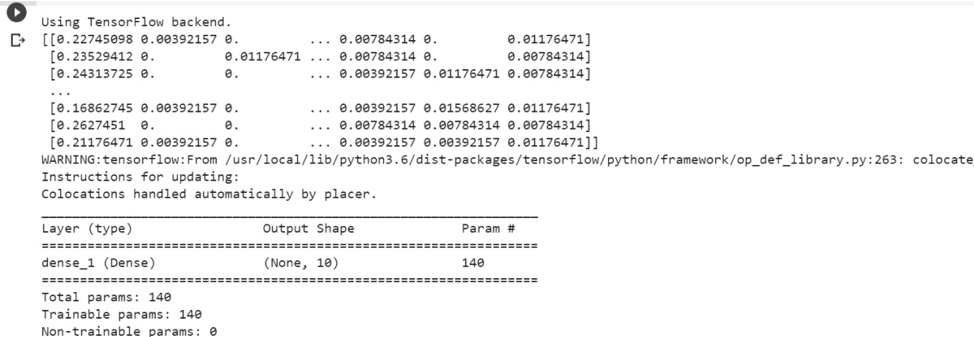 Using TensorFlow backend.
[[0.22745098 0.00392157 0. ... 0.00784314 0. 0.01176471]
[0.23529412 0. 0.01176471 ... 0.00784314 0. 0.00784314]
[0.24313725 0. 0. ... 0.00392157 0.01176471 0.00784314]
...
[0.16862745 0.00392157 0. ... 0.00392157 0.01568627 0.01176471]
[0.2627451 0. 0. ... 0.00784314 0.00784314 0.00784314]
[0.21176471 0.00392157 0. ... 0.00392157 0. 0.01176471]]
WARNING:tensorflow:From /usr/local/lib/python3.6/dist-packages/tensorflow/python/framework/op_def_library.py:263: colocate_
Instructions for updating:
Colocations handled automatically by placer.
Layer (type) Output Shape Param #
dense_1 (Dense) (None, 10) 140
Total params: 140
Trainable params: 140
Non-trainable params: 0